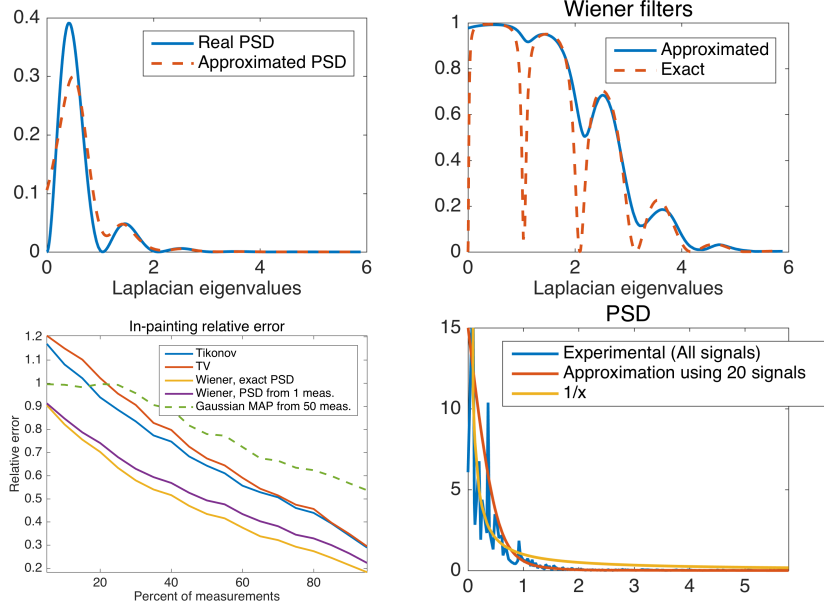 0.4
0.3
0.2
0.1
0
0
2
4
6
Real PSD
Approximated PSD
Laplacian eigenvalues
Wiener filters
1
0.8
0.6
0.4
0.2
0
0
2
4
6
Approximated
Exact
Laplacian eigenvalues
In-painting relative error
1.2
1.1
1
0.9
0.8
0.7
0.6
0.5
0.4
0.3
0.2
20
40
60
80
Relative error
Tikonov
TV
Wiener, exact PSD
Wiener, PSD from 1 meas.
Gaussian MAP from 50 meas.
Percent of measurements
PSD
15
10
5
0
0
1
2
3
4
5
Experimental (All signals)
Approximation using 20 signals
1/x